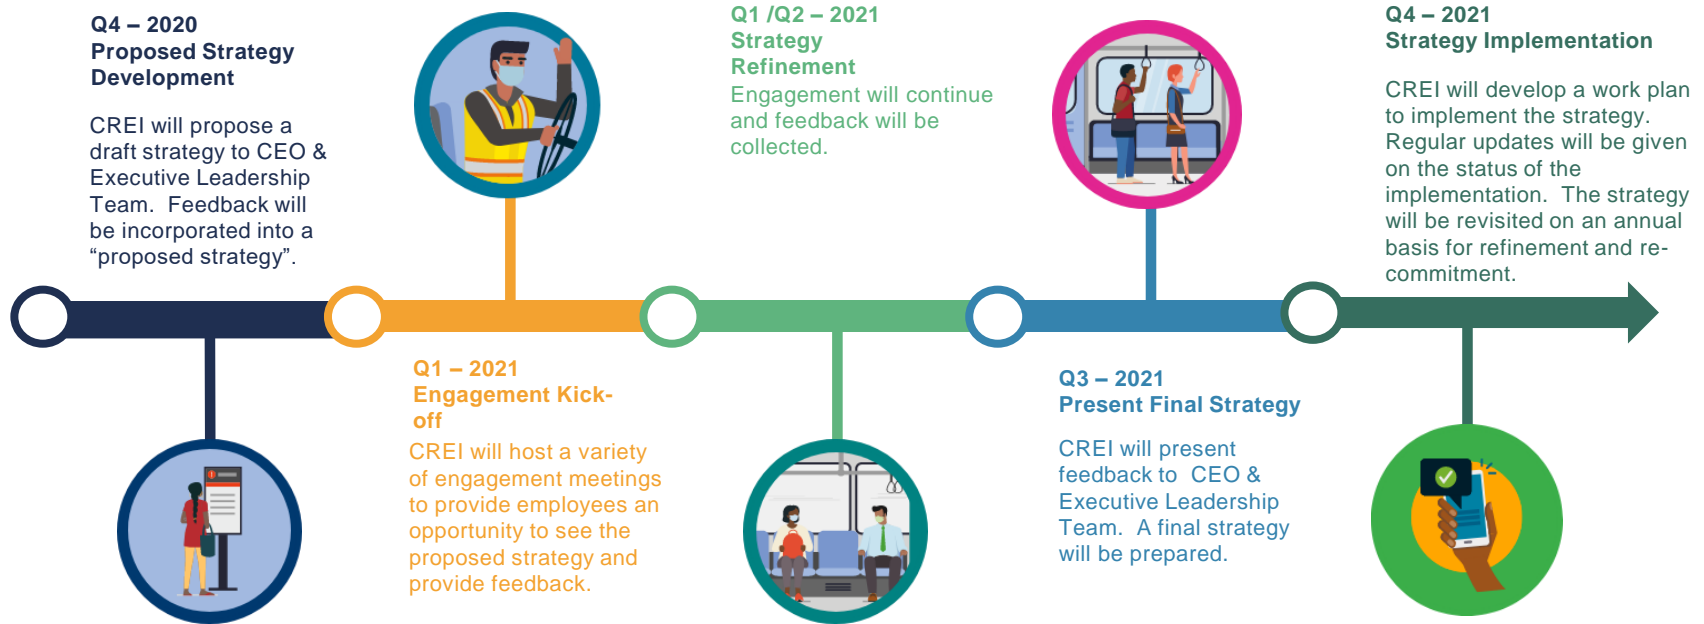 Q4 – 2020
Proposed Strategy
Development
CREI will propose a
draft strategy to CEO &
Executive Leadership
Team.  Feedback will
be incorporated into a
“proposed strategy”.
Q1 – 2021
Engagement Kick-
off
CREI will host a variety
of engagement meetings
to provide employees an
opportunity to see the
proposed strategy and
provide feedback.
Q1 /Q2 – 2021
Strategy
Refinement
Engagement will continue
and feedback will be
collected.
Q3 – 2021
Present Final Strategy
CREI will present
feedback to  CEO &
Executive Leadership
Team.  A final strategy
will be prepared.
Q4 – 2021
Strategy Implementation
CREI will develop a work plan
to implement the strategy.
Regular updates will be given
on the status of the
implementation.  The strategy
will be revisited on an annual
basis for refinement and re-
commitment.